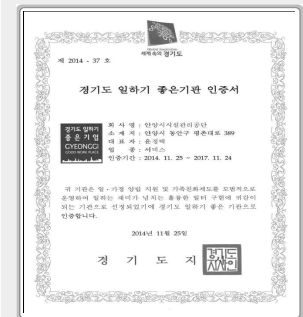 Global Inspiration
세계속의 경기도
제 2014 - 37 호
경기도 일하기 좋은기관 인증서
경기도 일하기
좋은기업
GYEONGGI
GOOD WORK PLACE
회 사 명 : 안양시시설관리공단
소 재 지 : 안양시 동안구 평촌대로 389
대 표 자 : 윤정택
업 종 : 서비스
인증기간 : 2014. 11. 25 ~ 2017. 11. 24
귀 기관은 일·가정 양립 지원 및 가족친화제도를 모범적으로
운영하여 일하는 재미가 넘치는 훌륭한 일터 구현에 귀감이
되는 기관으로 선정되었기에 경기도 일하기 좋은 기관으로
인증합니다.
2014년 11월 25일
경 기 도 지 사